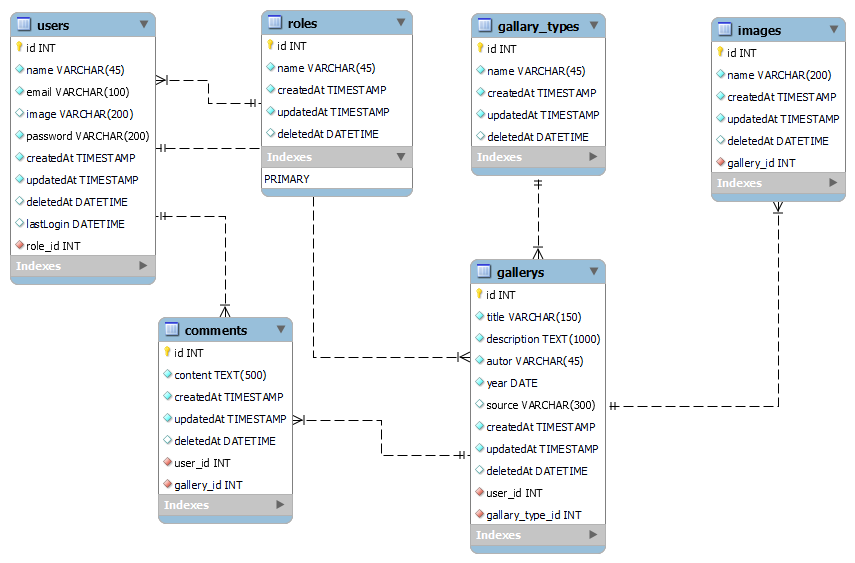 users
id INT
name VARCHAR(45)
email VARCHAR(100)
image VARCHAR(200)
password VARCHAR(200)
createdAt TIMESTAMP
updatedAt TIMESTAMP
deletedAt DATETIME
lastLogin DATETIME
role_id INT
Indexes
roles
id INT
name VARCHAR(45)
createdAt TIMESTAMP
updatedAt TIMESTAMP
deletedAt DATETIME
Indexes
PRIMARY
gallary_types
id INT
name VARCHAR(45)
createdAt TIMESTAMP
updatedAt TIMESTAMP
deletedAt DATETIME
Indexes
images
id INT
name VARCHAR(200)
createdAt TIMESTAMP
updatedAt TIMESTAMP
deletedAt DATETIME
gallery_id INT
Indexes
comments
id INT
content TEXT(500)
createdAt TIMESTAMP
updatedAt TIMESTAMP
deletedAt DATETIME
user_id INT
gallery_id INT
Indexes
gallerys
id INT
title VARCHAR(150)
description TEXT(1000)
autor VARCHAR(45)
year DATE
source VARCHAR(300)
createdAt TIMESTAMP
updatedAt TIMESTAMP
deletedAt DATETIME
user_id INT
gallary_type_id INT
Indexes